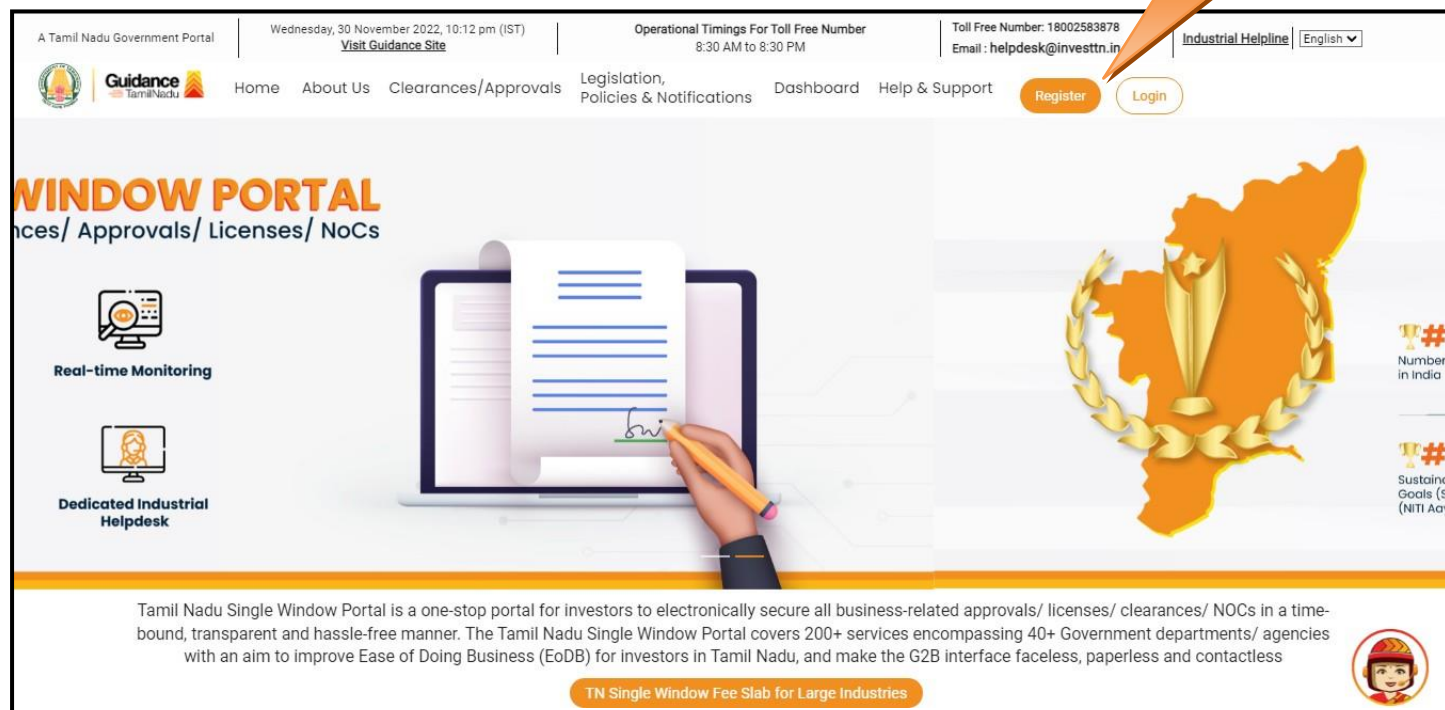 A Tamil Nadu Government Portal
Wednesday, 30 November 2022, 10:12 pm (IST)
Visit Guidance Site
Operational Timings For Toll Free Number
8:30 AM to 8:30 PM
Toll Free Number: 18002583878
Email : helpdesk@investtn.in
Industrial Helpline
English
Guidance
TamilNadu
Home
About Us
Clearances/Approvals
Legislation,
Policies & Notifications
Dashboard
Help & Support
Register
Login
WINDOW PORTAL
nces/ Approvals/ Licenses/ NoCs
Real-time Monitoring
Dedicated Industrial
Helpdesk
#
Number
in India
#
Goals (S
(NITI Aay
Tamil Nadu Single Window Portal is a one-stop portal for investors to electronically secure all business-related approvals/ licenses/ clearances/ NOCs in a time-
bound, transparent and hassle-free manner. The Tamil Nadu Single Window Portal covers 200+ services encompassing 40+ Government departments/ agencies
with an aim to improve Ease of Doing Business (EoDB) for investors in Tamil Nadu, and make the G2B interface faceless, paperless and contactless
TN Single Window Fee Slab for Large Industries